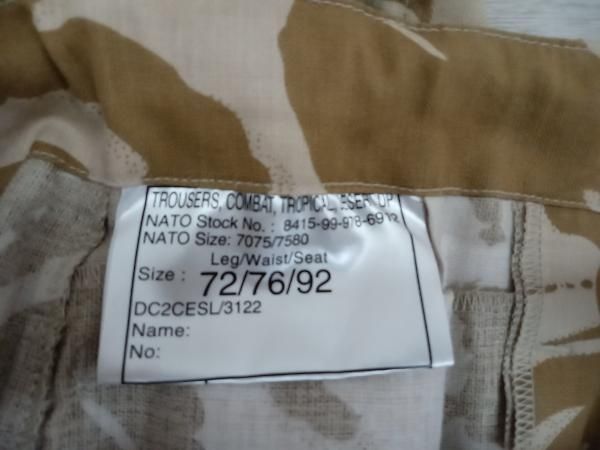 TROUSERS, COMBAT, TROPICAL, DP
NATO Stock No. : 8415-99-978-
NATO Size: 7075/7580
Leg/Waist/Seat
Size : 72/76/92
DC2CESL/3122
Name:
No: